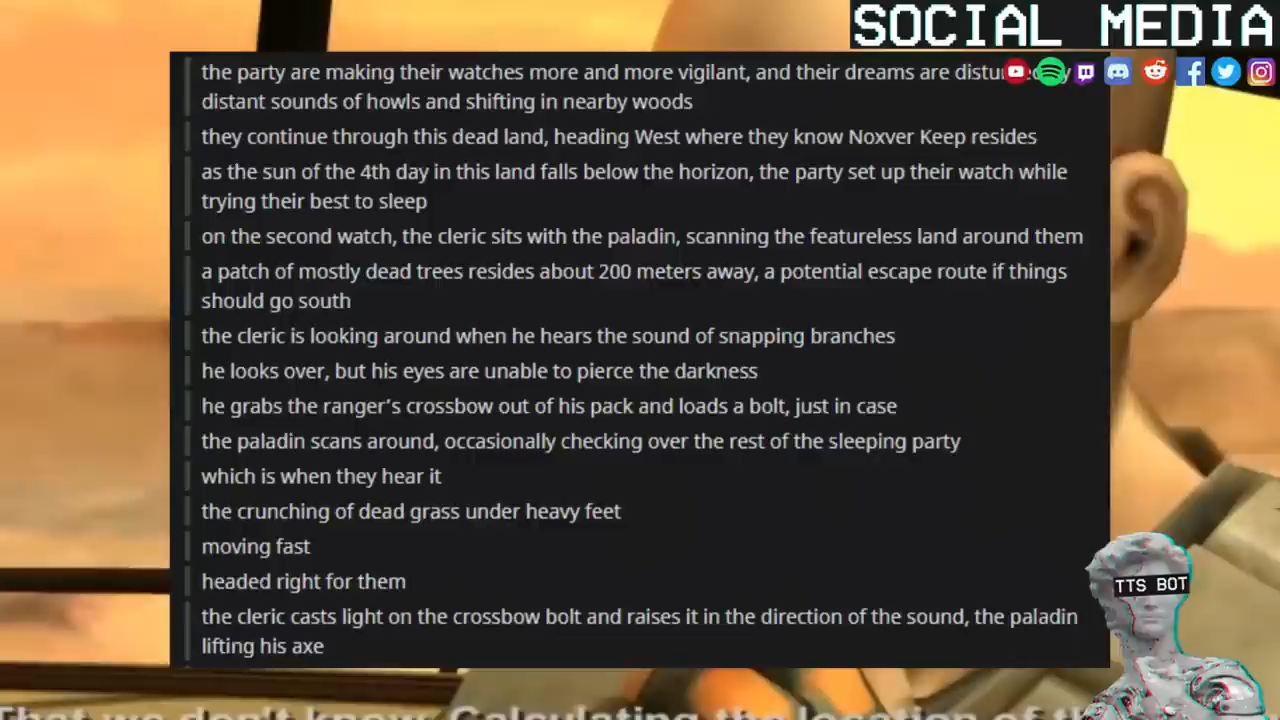 SOCIAL MEDIA
the party are making their watches more and more vigilant, and their dreams are
distant sounds of howls and shifting in nearby woods
they continue through this dead land, heading West where they know Noxver Keep resides
as the sun of the 4th day in this land falls below the horizon, the party set up their watch while
trying their best to sleep
on the second watch, the cleric sits with the paladin, scanning the featureless land around them
a patch of mostly dead trees resides about 200 meters away, a potential escape route if things
should go south
the cleric is looking around when he hears the sound of snapping branches
he looks over, but his eyes are unable to pierce the darkness
he grabs the ranger's crossbow out of his pack and loads a bolt, just in case
the paladin scans around, occasionally checking over the rest of the sleeping party
which is when they hear it
the crunching of dead grass under heavy feet
moving fast
headed right for them
the cleric casts light on the crossbow bolt and raises it in the direction of the sound, the paladin
lifting his axe
TTS BOT
That we don't know. Calculating the location of